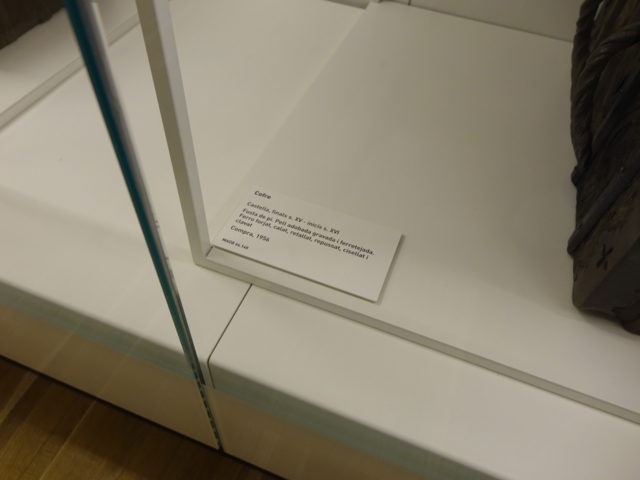 Cofre
Castella, finals s. XV - inicis s. XVI
Fusta de pi. Pell adobada gravada i ferretejada.
Ferro forjat, calat, retallat, repussat, cisellat i
clavat
Compra, 1956